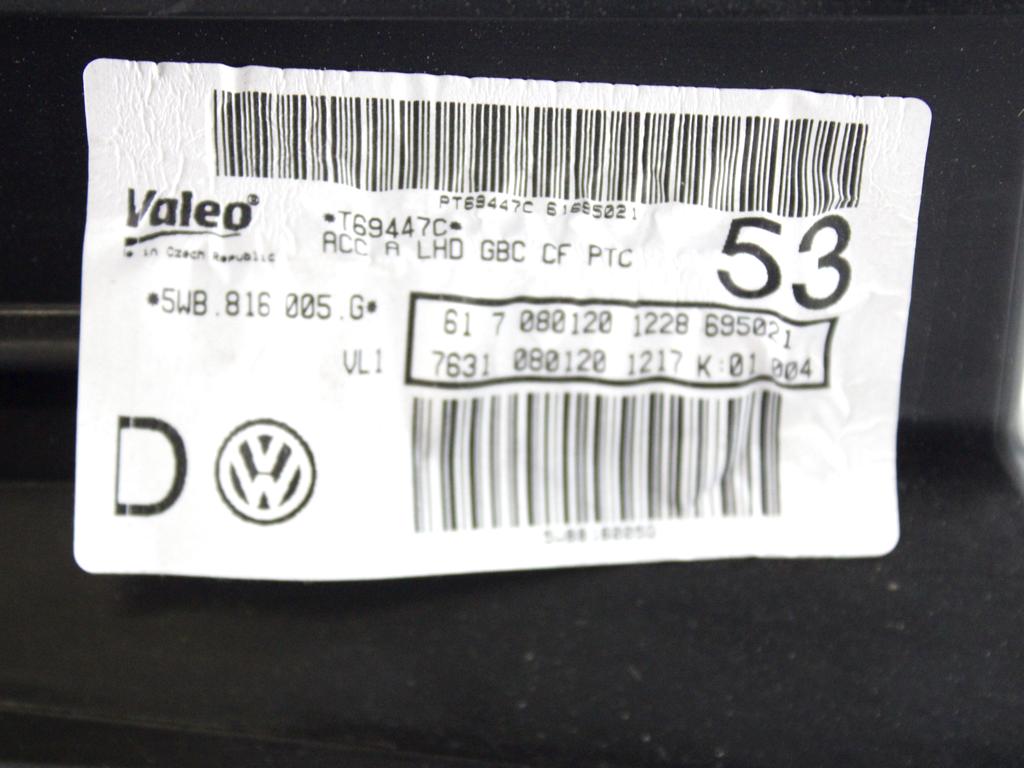 PT69447C 61695021
Valeo®
in Czech Republic
*T69447C*
ACC A LHD GBC CF PTC
53
*5WB.816 005.G*
61 7 080120 1228 695021
VL1 7631 080120 1217 K:01 004
D
5WB816005G